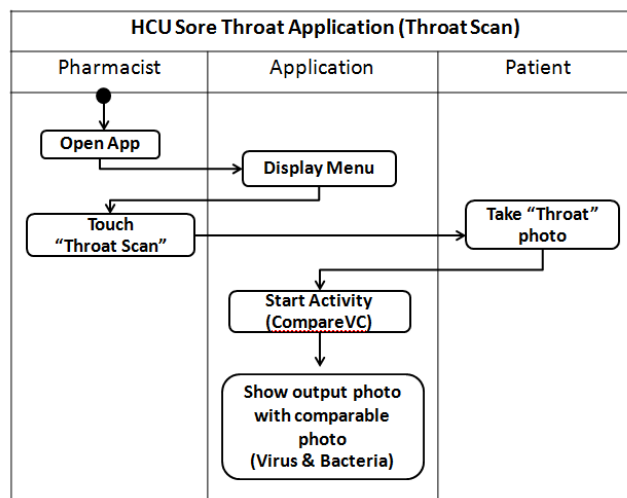 HCU Sore Throat Application (Throat Scan)
Pharmacist
Application
Patient
Open App
Display Menu
Touch
“Throat Scan”
Take “Throat”
photo
Start Activity
(CompareVC)
Show output photo
with comparable
photo
(Virus & Bacteria)